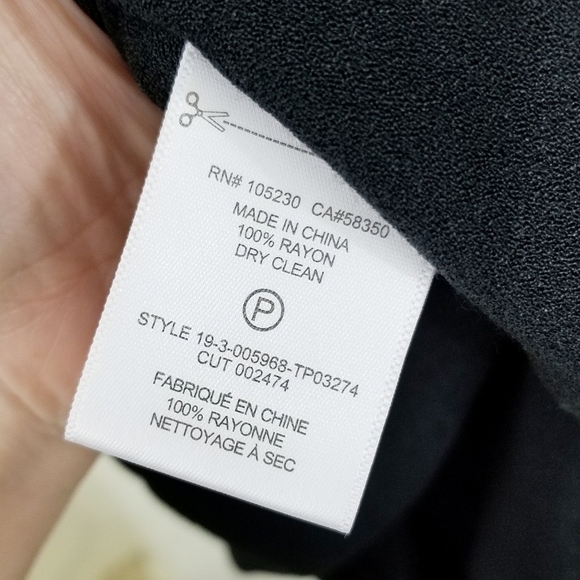 RN# 105230 CA#58350
MADE IN CHINA
100% RAYON
DRY CLEAN
P
STYLE 19-3-005968-TP03274
CUT 002474
FABRIQUÉ EN CHINE
100% RAYONNE
NETTOYAGE À SEC